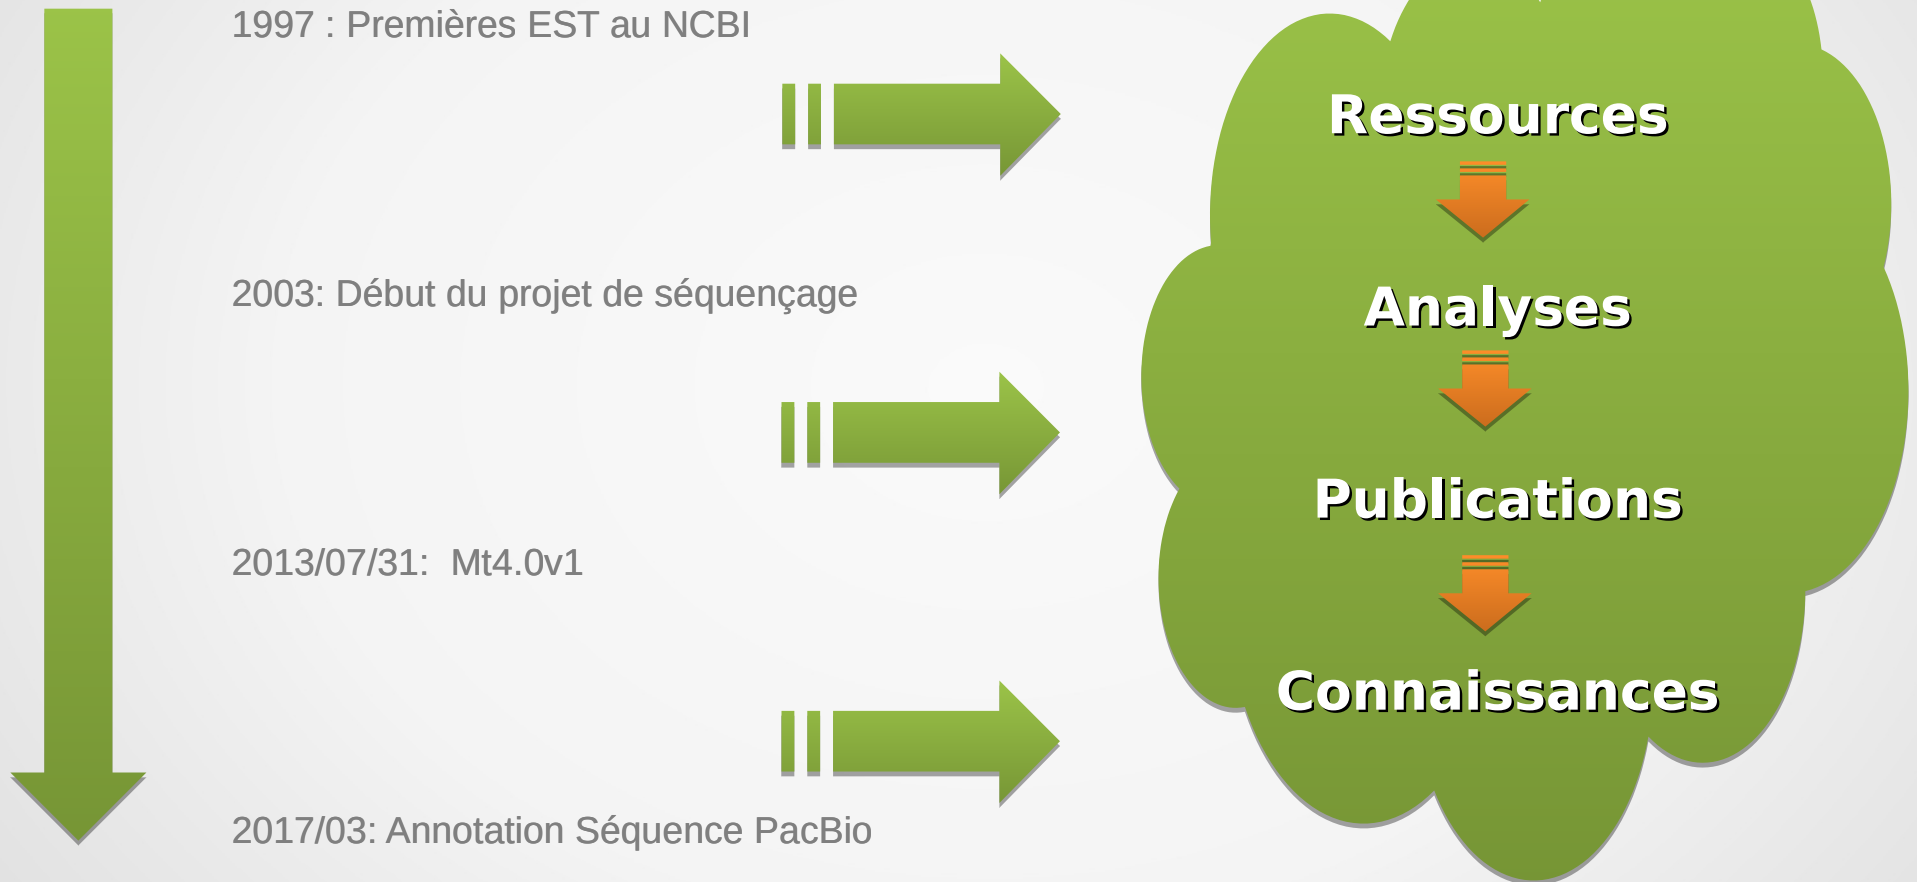 1997 : Premières EST au NCBI
2003: Début du projet de séquençage
2013/07/31:  Mt4.0v1
2017/03: Annotation Séquence PacBio
Ressources
Analyses
Publications
Connaissances